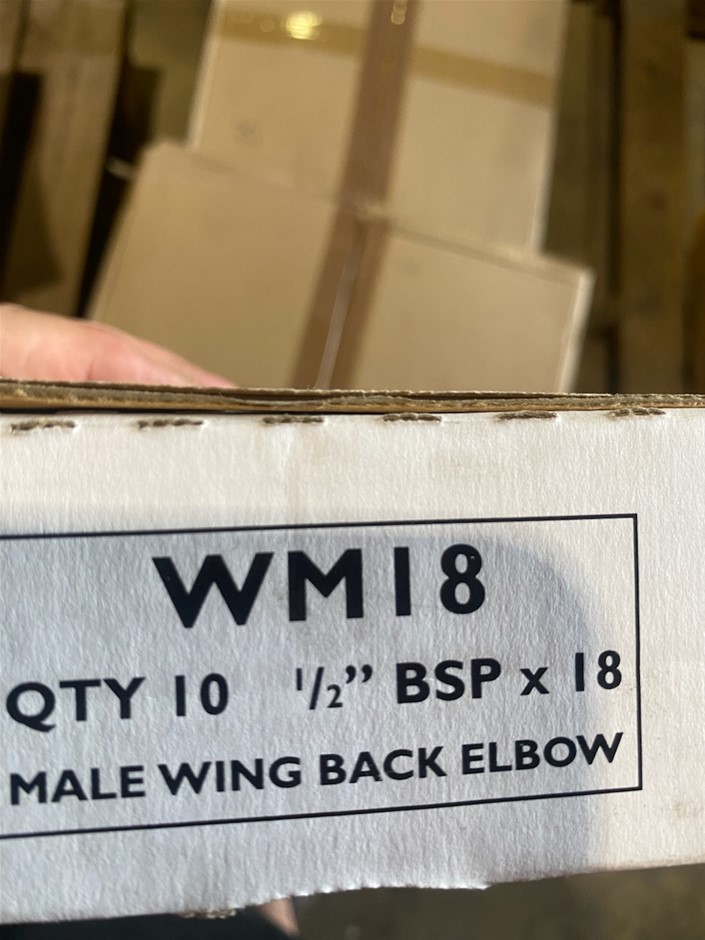 WM18
QTY 10 1/2” BSP x 18
MALE WING BACK ELBOW